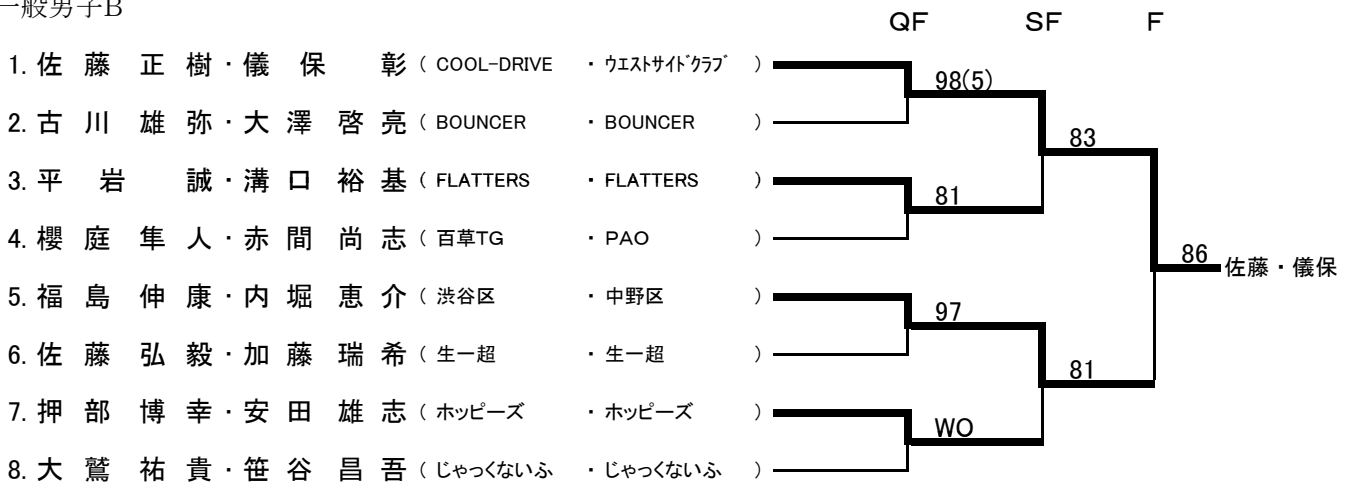 一般男子B
QF SF F
1. 佐藤 正樹・儀保 彰 ( COOL-DRIVE ・ ウエストサイドクラブ )
98(5)
2. 古川 雄弥・大澤 啓亮 ( BOUNCER ・ BOUNCER )
83
3. 平岩 誠・溝口 裕基 ( FLATTERS ・ FLATTERS )
81
4. 櫻庭 隼人・赤間 尚志 ( 百草TG ・ PAO )
86 佐藤・儀保
5. 福島 伸康・内堀 恵介 ( 渋谷区 ・ 中野区 )
97
6. 佐藤 弘毅・加藤 瑞希 ( 生一超 ・ 生一超 )
81
7. 押部 博幸・安田 雄志 ( ホッピーズ ・ ホッピーズ )
WO
8. 大鷲 祐貴・笹谷 昌吾 ( じゃっくないふ ・ じゃっくないふ )